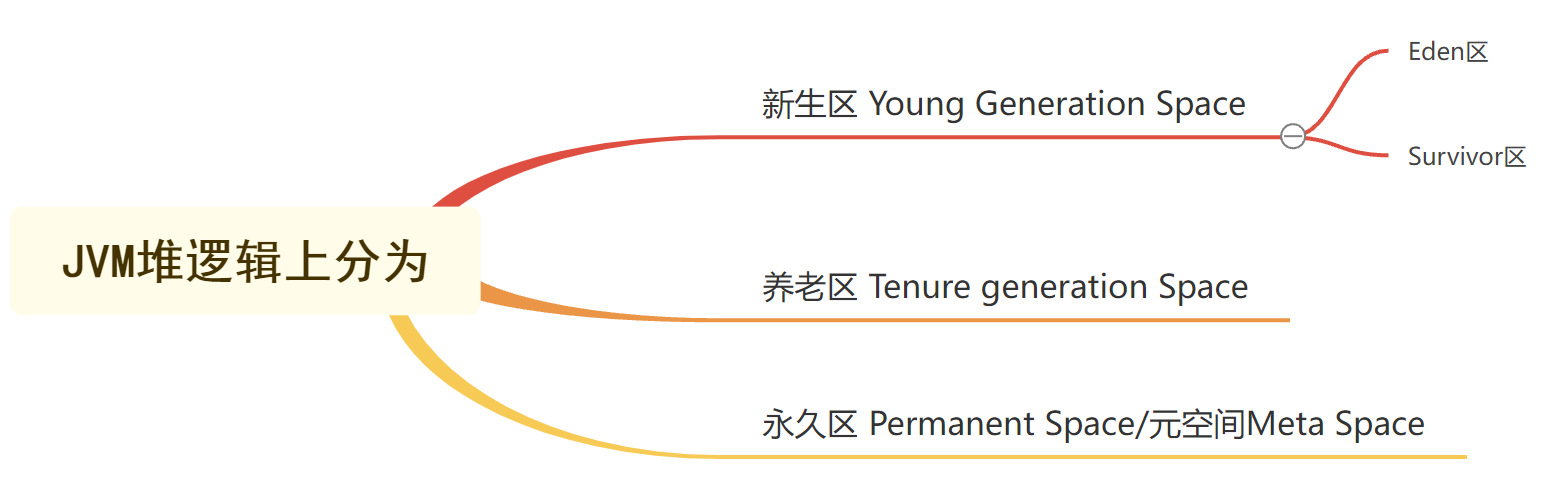 JVM堆逻辑上分为
新生区 Young Generation Space
Eden区
Survivor区
养老区 Tenure generation Space
永久区 Permanent Space/元空间Meta Space